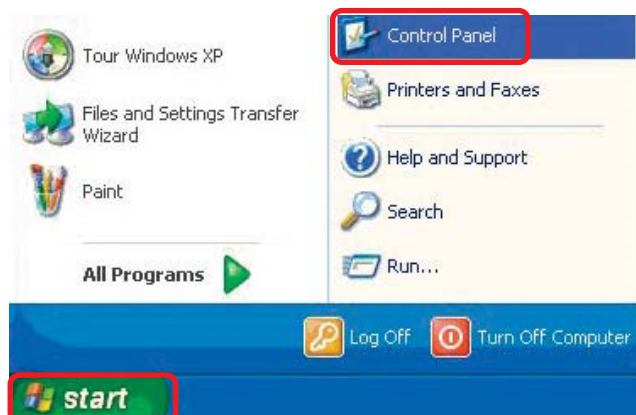 Tour Windows XP
Files and Settings Transfer
Wizard
Paint
All Programs
Control Panel
Printers and Faxes
Help and Support
Search
Run...
Log Off
Turn Off Computer
start